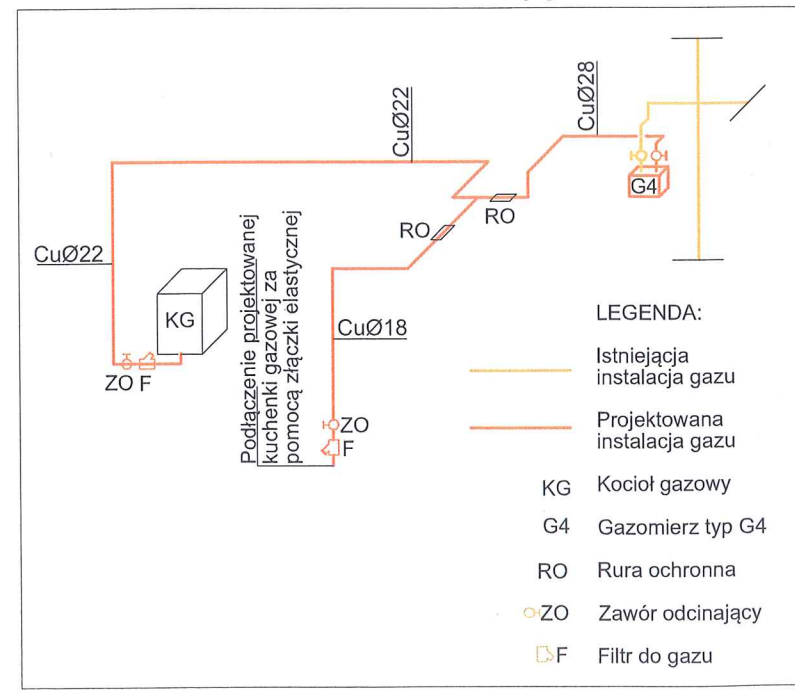 CuØ22
CuØ28
G4
RO
RO
CuØ22
KG
ZO F
Podłączenie projektowanej
kuchenki gazowej za
pomocą złączki elastycznej
CuØ18
ZO
F
LEGENDA:
Istniejąca
instalacja gazu
Projektowana
instalacja gazu
KG Kocioł gazowy
G4 Gazomierz typ G4
RO Rura ochronna
ZO Zawór odcinający
F Filtr do gazu